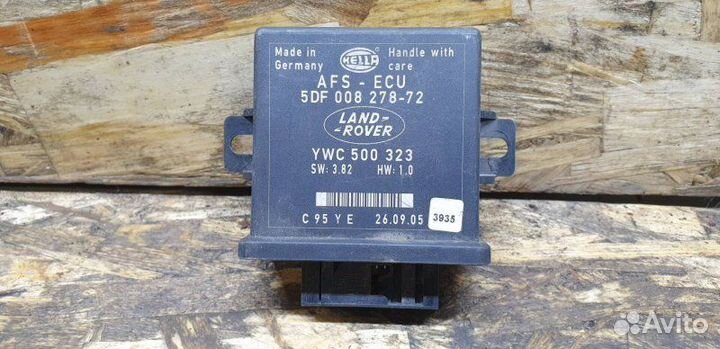 Made in
Germany
HELLA
Handle with
care
AFS - ECU
5DF 008 278-72
LAND-
-ROVER
YWC 500 323
SW: 3.82 HW: 1.0
C 95 Y E 26.09.05
3935
Avito